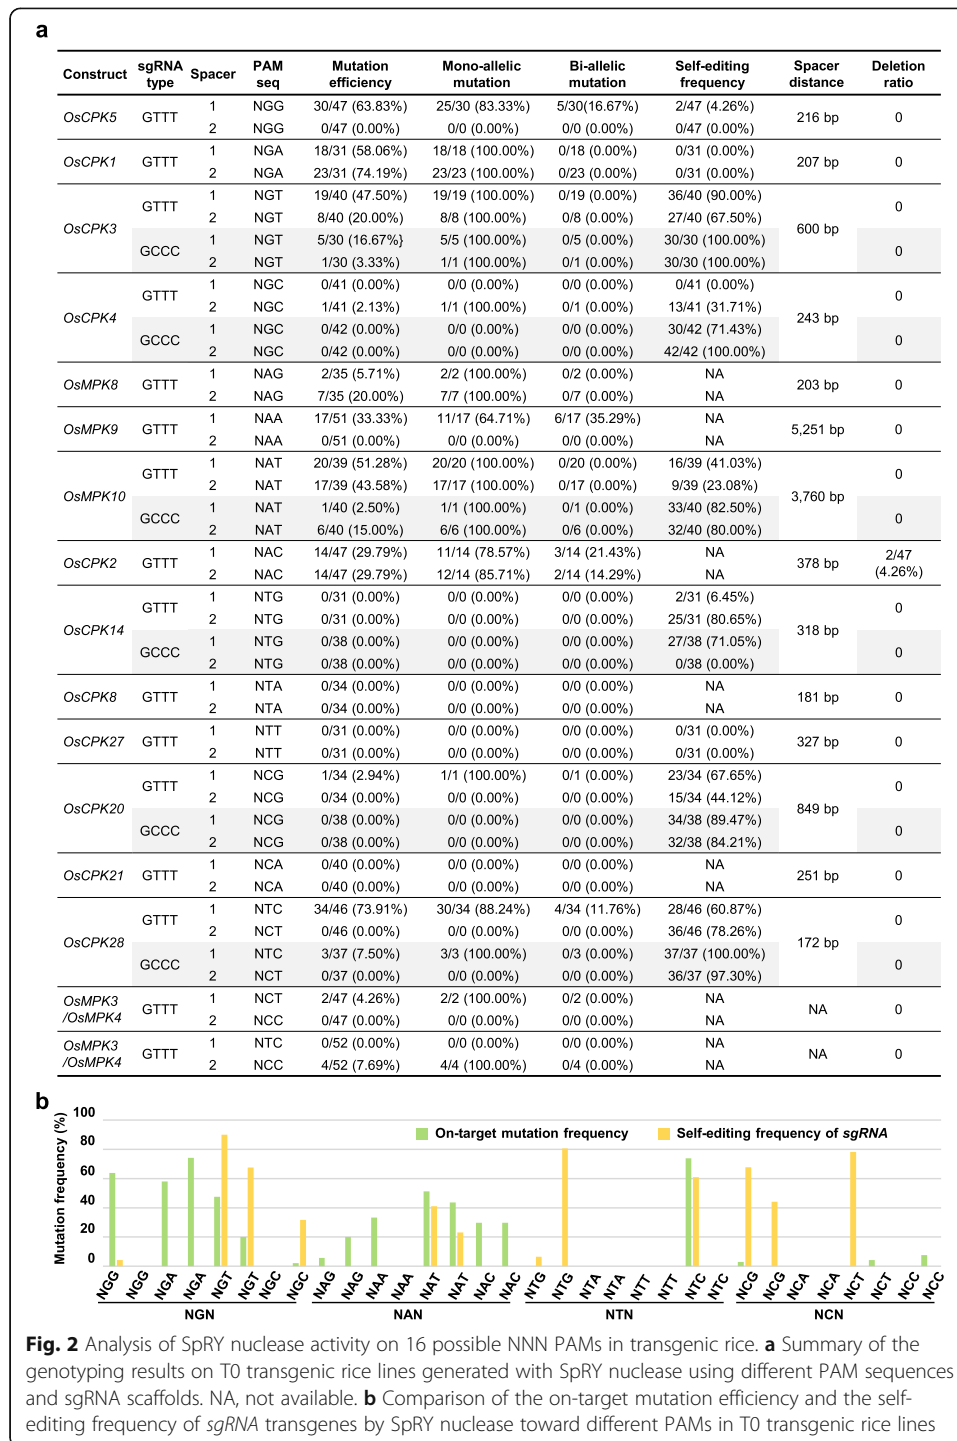 a
Construct sgRNA type Spacer PAM seq Mutation efficiency Mono-allelic mutation Bi-allelic mutation Self-editing frequency Spacer distance Deletion ratio
OsCPK5 GTTT 1 NGG 30/47 (63.83%) 25/30 (83.33%) 5/30(16.67%) 2/47 (4.26%) 216 bp 0
2 NGG 0/47 (0.00%) 0/0 (0.00%) 0/0 (0.00%) 0/47 (0.00%)
OsCPK1 GTTT 1 NGA 18/31 (58.06%) 18/18 (100.00%) 0/18 (0.00%) 0/31 (0.00%) 207 bp 0
2 NGA 23/31 (74.19%) 23/23 (100.00%) 0/23 (0.00%) 0/31 (0.00%)
OsCPK3 GTTT 1 NGT 19/40 (47.50%) 19/19 (100.00%) 0/19 (0.00%) 36/40 (90.00%) 600 bp 0
2 NGT 8/40 (20.00%) 8/8 (100.00%) 0/8 (0.00%) 27/40 (67.50%)
GCCC 1 NGT 5/30 (16.67%} 5/5 (100.00%) 0/5 (0.00%) 30/30 (100.00%) 0
2 NGT 1/30 (3.33%) 1/1 (100.00%) 0/1 (0.00%) 30/30 (100.00%)
OsCPK4 GTTT 1 NGC 0/41 (0.00%) 0/0 (0.00%) 0/0 (0.00%) 0/41 (0.00%) 243 bp 0
2 NGC 1/41 (2.13%) 1/1 (100.00%) 0/1 (0.00%) 13/41 (31.71%)
GCCC 1 NGC 0/42 (0.00%) 0/0 (0.00%) 0/0 (0.00%) 30/42 (71.43%) 0
2 NGC 0/42 (0.00%) 0/0 (0.00%) 0/0 (0.00%) 42/42 (100.00%)
OsMPK8 GTTT 1 NAG 2/35 (5.71%) 2/2 (100.00%) 0/2 (0.00%) NA 203 bp 0
2 NAG 7/35 (20.00%) 7/7 (100.00%) 0/7 (0.00%) NA
OsMPK9 GTTT 1 NAA 17/51 (33.33%) 11/17 (64.71%) 6/17 (35.29%) NA 5,251 bp 0
2 NAA 0/51 (0.00%) 0/0 (0.00%) 0/0 (0.00%) NA
OsMPK10 GTTT 1 NAT 20/39 (51.28%) 20/20 (100.00%) 0/20 (0.00%) 16/39 (41.03%) 3,760 bp 0
2 NAT 17/39 (43.58%) 17/17 (100.00%) 0/17 (0.00%) 9/39 (23.08%)
GCCC 1 NAT 1/40 (2.50%) 1/1 (100.00%) 0/1 (0.00%) 33/40 (82.50%) 0
2 NAT 6/40 (15.00%) 6/6 (100.00%) 0/6 (0.00%) 32/40 (80.00%)
OsCPK2 GTTT 1 NAC 14/47 (29.79%) 11/14 (78.57%) 3/14 (21.43%) NA 378 bp 2/47 (4.26%)
2 NAC 14/47 (29.79%) 12/14 (85.71%) 2/14 (14.29%) NA
OsCPK14 GTTT 1 NTG 0/31 (0.00%) 0/0 (0.00%) 0/0 (0.00%) 2/31 (6.45%) 318 bp 0
2 NTG 0/31 (0.00%) 0/0 (0.00%) 0/0 (0.00%) 25/31 (80.65%)
GCCC 1 NTG 0/38 (0.00%) 0/0 (0.00%) 0/0 (0.00%) 27/38 (71.05%) 0
2 NTG 0/38 (0.00%) 0/0 (0.00%) 0/0 (0.00%) 0/38 (0.00%)
OsCPK8 GTTT 1 NTA 0/34 (0.00%) 0/0 (0.00%) 0/0 (0.00%) NA 181 bp 0
2 NTA 0/34 (0.00%) 0/0 (0.00%) 0/0 (0.00%) NA
OsCPK27 GTTT 1 NTT 0/31 (0.00%) 0/0 (0.00%) 0/0 (0.00%) 0/31 (0.00%) 327 bp 0
2 NTT 0/31 (0.00%) 0/0 (0.00%) 0/0 (0.00%) 0/31 (0.00%)
OsCPK20 GTTT 1 NCG 1/34 (2.94%) 1/1 (100.00%) 0/1 (0.00%) 23/34 (67.65%) 849 bp 0
2 NCG 0/34 (0.00%) 0/0 (0.00%) 0/0 (0.00%) 15/34 (44.12%)
GCCC 1 NCG 0/38 (0.00%) 0/0 (0.00%) 0/0 (0.00%) 34/38 (89.47%) 0
2 NCG 0/38 (0.00%) 0/0 (0.00%) 0/0 (0.00%) 32/38 (84.21%)
OsCPK21 GTTT 1 NCA 0/40 (0.00%) 0/0 (0.00%) 0/0 (0.00%) NA 251 bp 0
2 NCA 0/40 (0.00%) 0/0 (0.00%) 0/0 (0.00%) NA
OsCPK28 GTTT 1 NTC 34/46 (73.91%) 30/34 (88.24%) 4/34 (11.76%) 28/46 (60.87%) 172 bp 0
2 NCT 0/46 (0.00%) 0/0 (0.00%) 0/0 (0.00%) 36/46 (78.26%)
GCCC 1 NTC 3/37 (7.50%) 3/3 (100.00%) 0/3 (0.00%) 37/37 (100.00%) 0
2 NCT 0/37 (0.00%) 0/0 (0.00%) 0/0 (0.00%) 36/37 (97.30%)
OsMPK3 /OsMPK4 GTTT 1 NCT 2/47 (4.26%) 2/2 (100.00%) 0/2 (0.00%) NA NA 0
2 NCC 0/47 (0.00%) 0/0 (0.00%) 0/0 (0.00%) NA
OsMPK3 /OsMPK4 GTTT 1 NTC 0/52 (0.00%) 0/0 (0.00%) 0/0 (0.00%) NA NA 0
2 NCC 4/52 (7.69%) 4/4 (100.00%) 0/4 (0.00%) NA
b
Mutation frequency (%)
100
80
60
40
20
0
On-target mutation frequency Self-editing frequency of sgRNA
NGG NGG NGA NGA NGT NGT NGC NGC NAG NAG NAA NAA NAT NAT NAC NAC NTG NTG NTA NTA NTT NTT NTC NTC NCG NCG NCA NCA NCT NCT NCC NCC
NGN NAN NTN NCN
Fig. 2 Analysis of SpRY nuclease activity on 16 possible NNN PAMs in transgenic rice. a Summary of the
genotyping results on T0 transgenic rice lines generated with SpRY nuclease using different PAM sequences
and sgRNA scaffolds. NA, not available. b Comparison of the on-target mutation efficiency and the self-
editing frequency of sgRNA transgenes by SpRY nuclease toward different PAMs in T0 transgenic rice lines